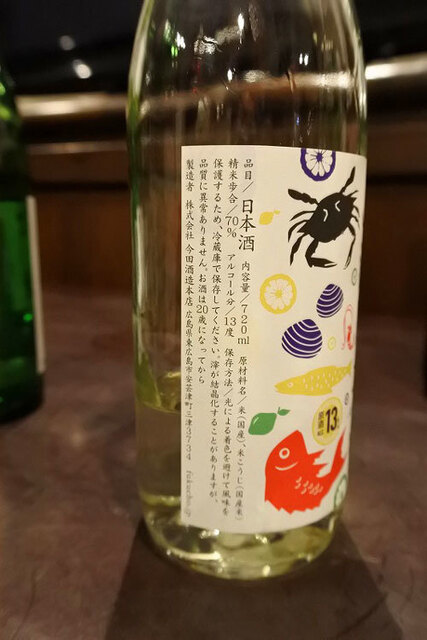 品目／日本酒 内容量／720ml 原材料名／米(国産)、米こうじ(国産米)
精米歩合／70% アルコール分／13度 保存方法／光による着色を避けて風味を
保護するため、冷蔵庫で保存してください。滓が結晶化することがありますが、
品質に異常ありません。お酒は20歳になってから
製造者 株式会社 今田酒造本店 広島県東広島市安芸津町三津3734
fukucho.jp
原酒
13